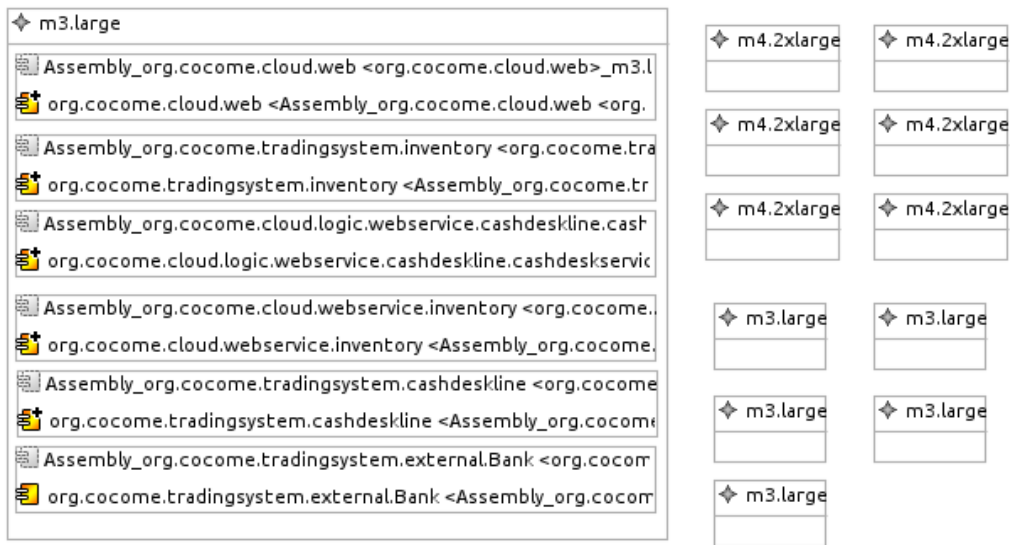 m3.large
Assembly_org.cocome.cloud.web <org.cocome.cloud.web>_m3.l
org.cocome.cloud.web <Assembly_org.cocome.cloud.web <org.
Assembly_org.cocome.tradingsystem.inventory <org.cocome.tra
org.cocome.tradingsystem.inventory <Assembly_org.cocome.tr
Assembly_org.cocome.cloud.logic.webservice.cashdeskline.cash
org.cocome.cloud.logic.webservice.cashdeskline.cashdeskservic
Assembly_org.cocome.cloud.webservice.inventory <org.cocome..
org.cocome.cloud.webservice.inventory <Assembly_org.cocome.
Assembly_org.cocome.tradingsystem.cashdeskline <org.cocome
org.cocome.tradingsystem.cashdeskline <Assembly_org.cocome
Assembly_org.cocome.tradingsystem.external.Bank <org.cocom
org.cocome.tradingsystem.external.Bank <Assembly_org.cocom
m4.2xlarge
m4.2xlarge
m4.2xlarge
m4.2xlarge
m4.2xlarge
m4.2xlarge
m3.large
m3.large
m3.large
m3.large
m3.large